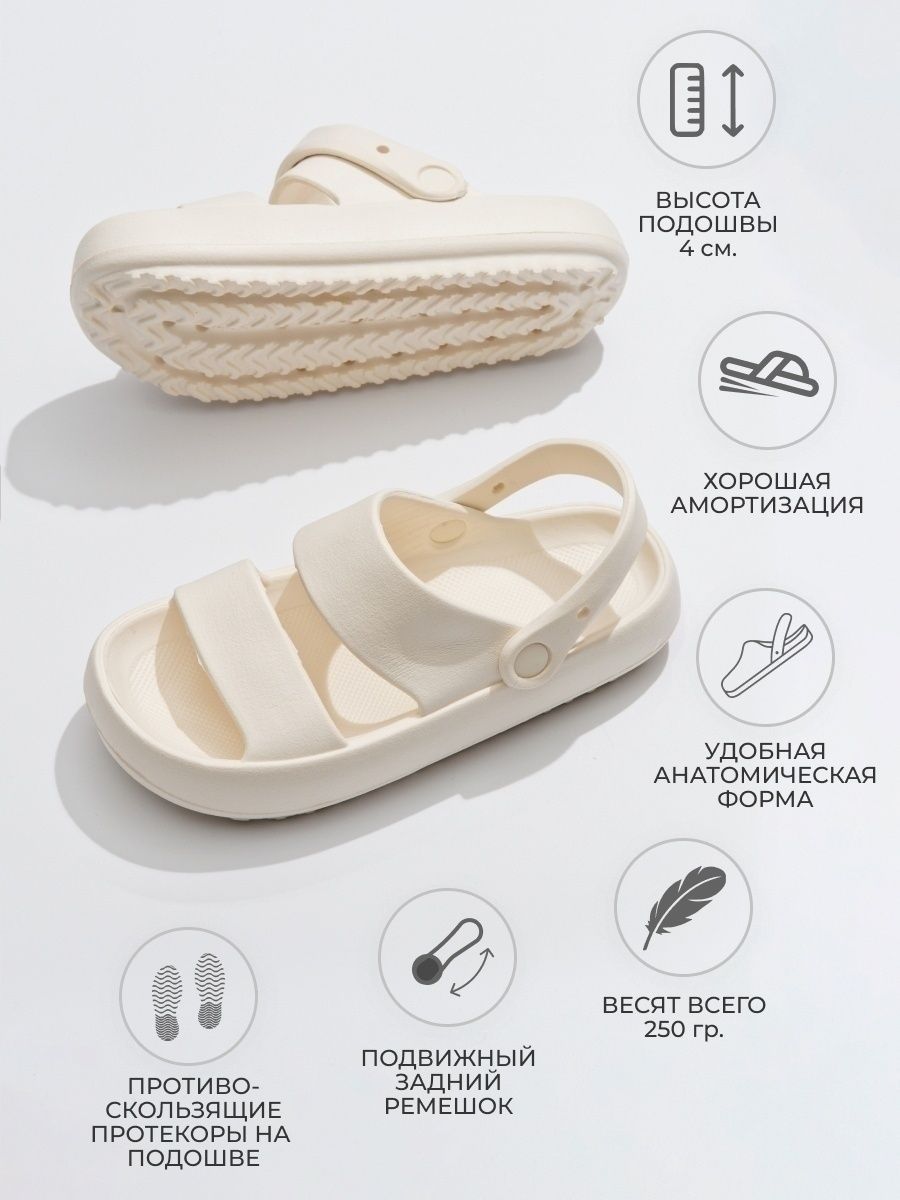 ВЫСОТА
ПОДОШВЫ
4 см.
ХОРОШАЯ
АМОРТИЗАЦИЯ
УДОБНАЯ
АНАТОМИЧЕСКАЯ
ФОРМА
ВЕСЯТ ВСЕГО
250 гр.
ПОДВИЖНЫЙ
ЗАДНИЙ
РЕМЕШОК
ПРОТИВО-
СКОЛЬЗЯЩИЕ
ПРОТЕКОРЫ НА
ПОДОШВЕ